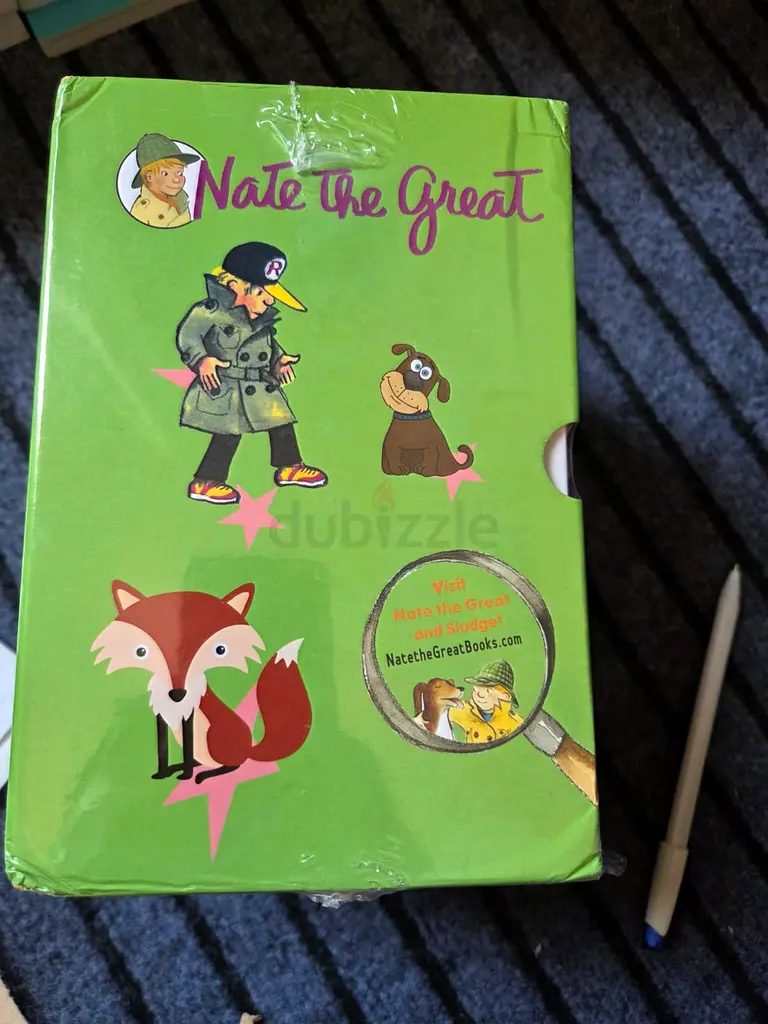 Nate the Great
R
dubizzle
Visit
Nate the Great
and Sludge!
NatetheGreatBooks.com